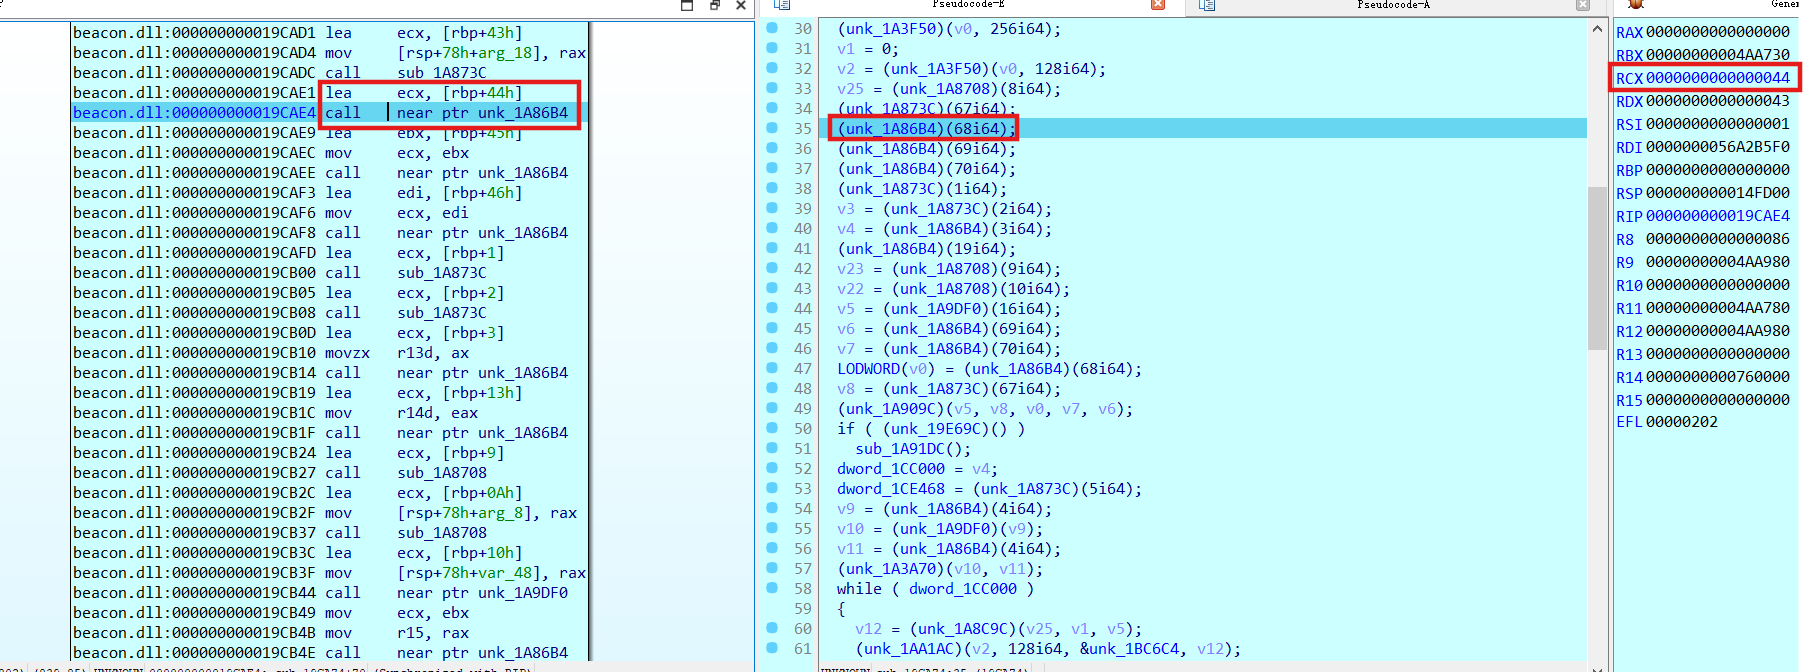 Pseudocode-E
Pseudocode-A
Gene
beacon.dll:000000000019CAD1 lea     ecx, [rbp+43h]
beacon.dll:000000000019CAD4 mov     [rsp+78h+arg_18], rax
beacon.dll:000000000019CADC call    sub_1A873C
beacon.dll:000000000019CAE1 lea     ecx, [rbp+44h]
beacon.dll:000000000019CAE4 call    near ptr unk_1A86B4
beacon.dll:000000000019CAE9 lea     ebx, [rbp+45h]
beacon.dll:000000000019CAEC mov     ecx, ebx
beacon.dll:000000000019CAEE call    near ptr unk_1A86B4
beacon.dll:000000000019CAF3 lea     edi, [rbp+46h]
beacon.dll:000000000019CAF6 mov     ecx, edi
beacon.dll:000000000019CAF8 call    near ptr unk_1A86B4
beacon.dll:000000000019CAFD lea     ecx, [rbp+1]
beacon.dll:000000000019CB00 call    sub_1A873C
beacon.dll:000000000019CB05 lea     ecx, [rbp+2]
beacon.dll:000000000019CB08 call    sub_1A873C
beacon.dll:000000000019CB0D lea     ecx, [rbp+3]
beacon.dll:000000000019CB10 movzx   r13d, ax
beacon.dll:000000000019CB14 call    near ptr unk_1A86B4
beacon.dll:000000000019CB19 lea     ecx, [rbp+13h]
beacon.dll:000000000019CB1C mov     r14d, eax
beacon.dll:000000000019CB1F call    near ptr unk_1A86B4
beacon.dll:000000000019CB24 lea     ecx, [rbp+9]
beacon.dll:000000000019CB27 call    sub_1A8708
beacon.dll:000000000019CB2C lea     ecx, [rbp+0Ah]
beacon.dll:000000000019CB2F mov     [rsp+78h+arg_8], rax
beacon.dll:000000000019CB37 call    sub_1A8708
beacon.dll:000000000019CB3C lea     ecx, [rbp+10h]
beacon.dll:000000000019CB3F mov     [rsp+78h+var_48], rax
beacon.dll:000000000019CB44 call    near ptr unk_1A9DF0
beacon.dll:000000000019CB49 mov     ecx, ebx
beacon.dll:000000000019CB4B mov     r15, rax
beacon.dll:000000000019CB4E call    near ptr unk_1A86B4
30 (unk_1A3F50)(v0, 256i64);
31 v1 = 0;
32 v2 = (unk_1A3F50)(v0, 128i64);
33 v25 = (unk_1A8708)(8i64);
34 (unk_1A873C)(67i64);
35 (unk_1A86B4)(68i64);
36 (unk_1A86B4)(69i64);
37 (unk_1A86B4)(70i64);
38 (unk_1A873C)(1i64);
39 v3 = (unk_1A873C)(2i64);
40 v4 = (unk_1A86B4)(3i64);
41 (unk_1A86B4)(19i64);
42 v23 = (unk_1A8708)(9i64);
43 v22 = (unk_1A8708)(10i64);
44 v5 = (unk_1A9DF0)(16i64);
45 v6 = (unk_1A86B4)(69i64);
46 v7 = (unk_1A86B4)(70i64);
47 LODWORD(v0) = (unk_1A86B4)(68i64);
48 v8 = (unk_1A873C)(67i64);
49 (unk_1A909C)(v5, v8, v0, v7, v6);
50 if ( (unk_19E69C)() )
51   sub_1A91DC();
52 dword_1CC000 = v4;
53 dword_1CE468 = (unk_1A873C)(5i64);
54 v9 = (unk_1A86B4)(4i64);
55 v10 = (unk_1A9DF0)(v9);
56 v11 = (unk_1A86B4)(4i64);
57 (unk_1A3A70)(v10, v11);
58 while ( dword_1CC000 )
59 {
60   v12 = (unk_1A8C9C)(v25, v1, v5);
61   (unk_1AA1AC)(v2, 128i64, &unk_1BC6C4, v12);
RAX 0000000000000000
RBX 00000000004AA730
RCX 0000000000000044
RDX 0000000000000043
RSI 0000000000000001
RDI 0000000056A2B5F0
RBP 0000000000000000
RSP 000000000014FD00
RIP 000000000019CAE4
R8 0000000000000086
R9 00000000004AA980
R10 0000000000000000
R11 00000000004AA780
R12 00000000004AA980
R13 0000000000000000
R14 0000000000760000
R15 0000000000000000
EFL 00000202